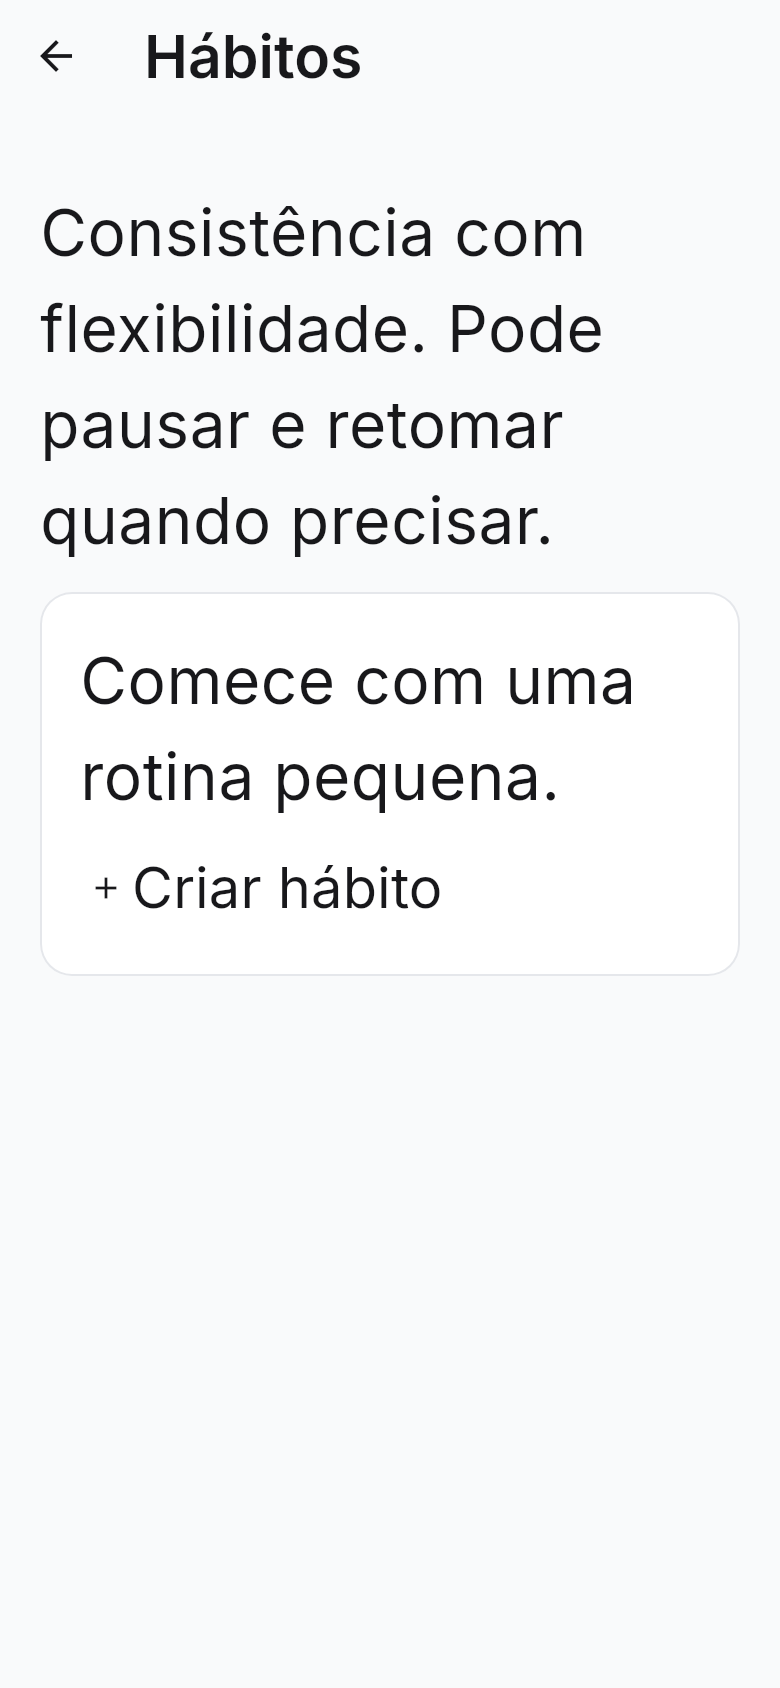 Hábitos
Consistência com
flexibilidade. Pode
pausar e retomar
quando precisar.
Comece com uma
rotina pequena.
+ Criar hábito